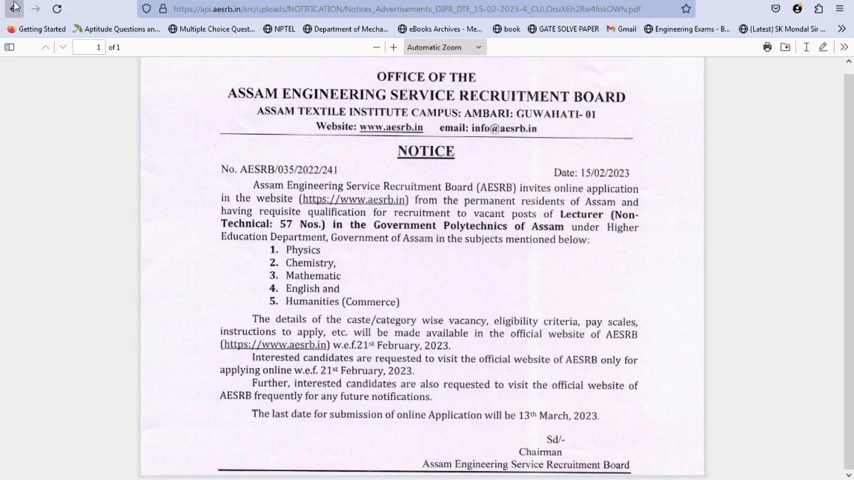 https://api.aesrb.in/src/uploads/NOTIFICATION/Notices_Advertisements_DIPR_DTE_15-02-2023-4_CULOcuX6h2Rw4fokOWfv.pdf
Getting Started
Aptitude Questions and...
Multiple Choice Quest...
NPTEL
Department of Mecha...
eBooks Archives - Me...
book
GATE SOLVE PAPER
Gmail
Engineering Exams - B...
(Latest) SK Mondal Sir ...
1 of 1
Automatic Zoom
OFFICE OF THE
ASSAM ENGINEERING SERVICE RECRUITMENT BOARD
ASSAM TEXTILE INSTITUTE CAMPUS: AMBARI: GUWAHATI- 01
Website: www.aesrb.in email: info@aesrb.in
NOTICE
No. AESRB/035/2022/241 Date: 15/02/2023
Assam Engineering Service Recruitment Board (AESRB) invites online application
in the website (https://www.aesrb.in) from the permanent residents of Assam and
having requisite qualification for recruitment to vacant posts of Lecturer (Non-
Technical: 57 Nos.) in the Government Polytechnics of Assam under Higher
Education Department, Government of Assam in the subjects mentioned below:
1. Physics
2. Chemistry,
3. Mathematic
4. English and
5. Humanities (Commerce)
The details of the caste/category wise vacancy, eligibility criteria, pay scales,
instructions to apply, etc. will be made available in the official website of AESRB
(https://www.aesrb.in) w.e.f.21st February, 2023.
Interested candidates are requested to visit the official website of AESRB only for
applying online w.e.f. 21st February, 2023.
Further, interested candidates are also requested to visit the official website of
AESRB frequently for any future notifications.
The last date for submission of online Application will be 13th March, 2023.
Sd/-
Chairman
Assam Engineering Service Recruitment Board